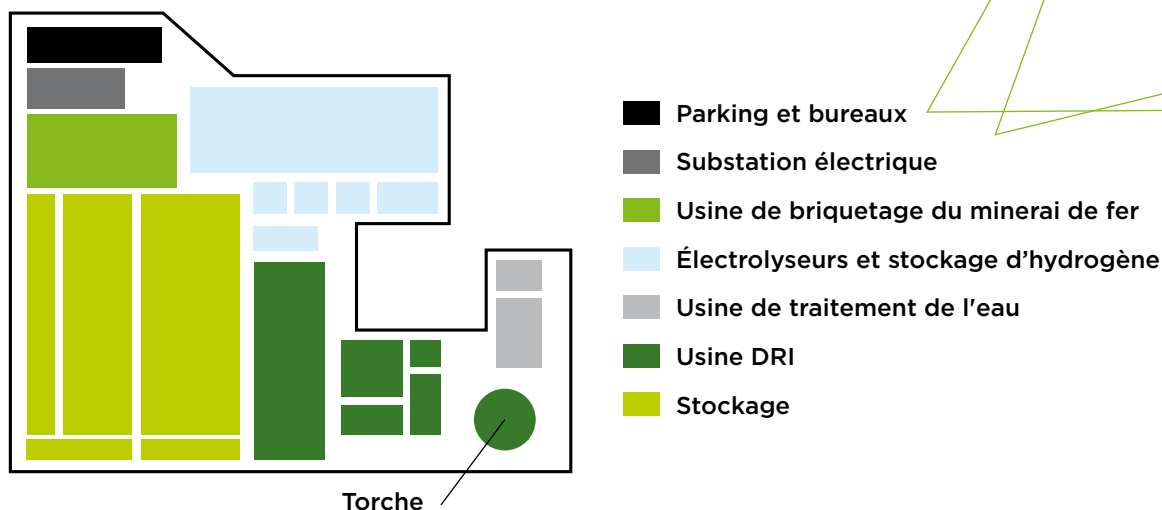 Parking et bureaux
Substation électrique
Usine de briquetage du minerai de fer
Électrolyseurs et stockage d’hydrogène
Usine de traitement de l'eau
Usine DRI
Stockage
Torche